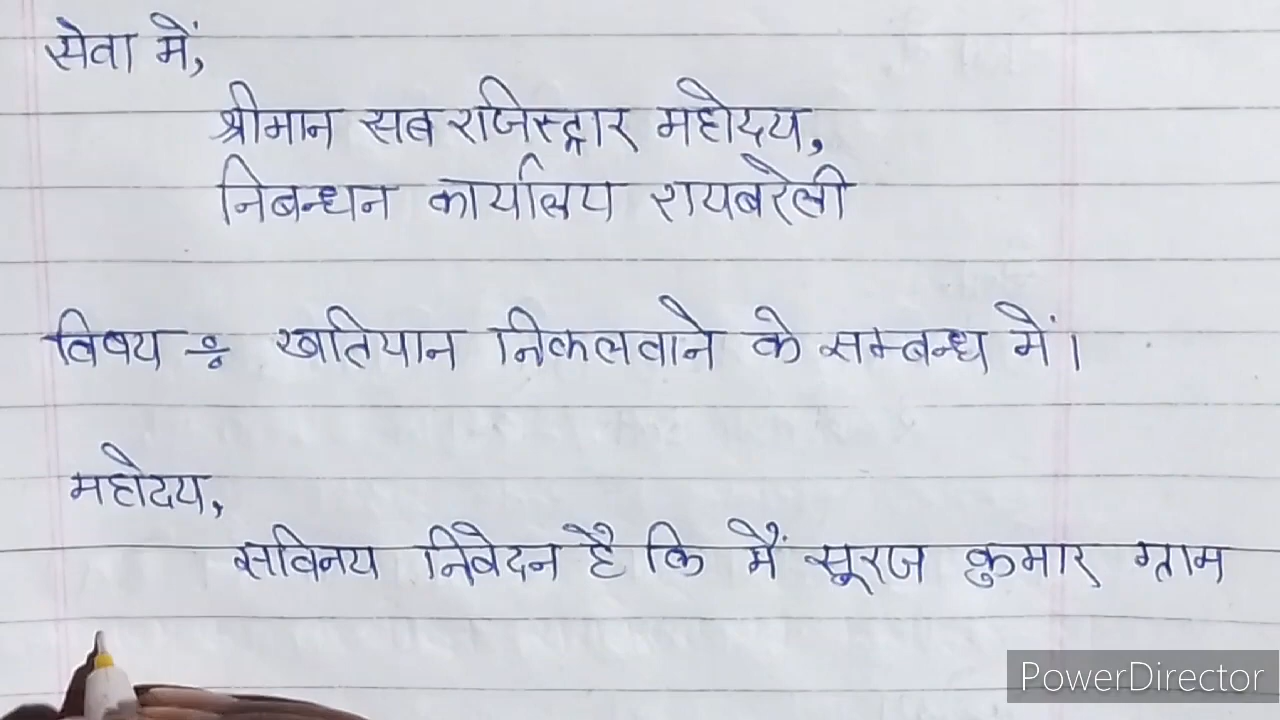 सेवा में,
श्रीमान सब रजिस्ट्रार महोदय,
निबन्धन कार्यालय रायबरेली
विषय ÷ खतियान निकलवाने के सम्बन्ध में।
महोदय,
सविनय निवेदन है कि मैं सूरज कुमार ग्राम
PowerDirector